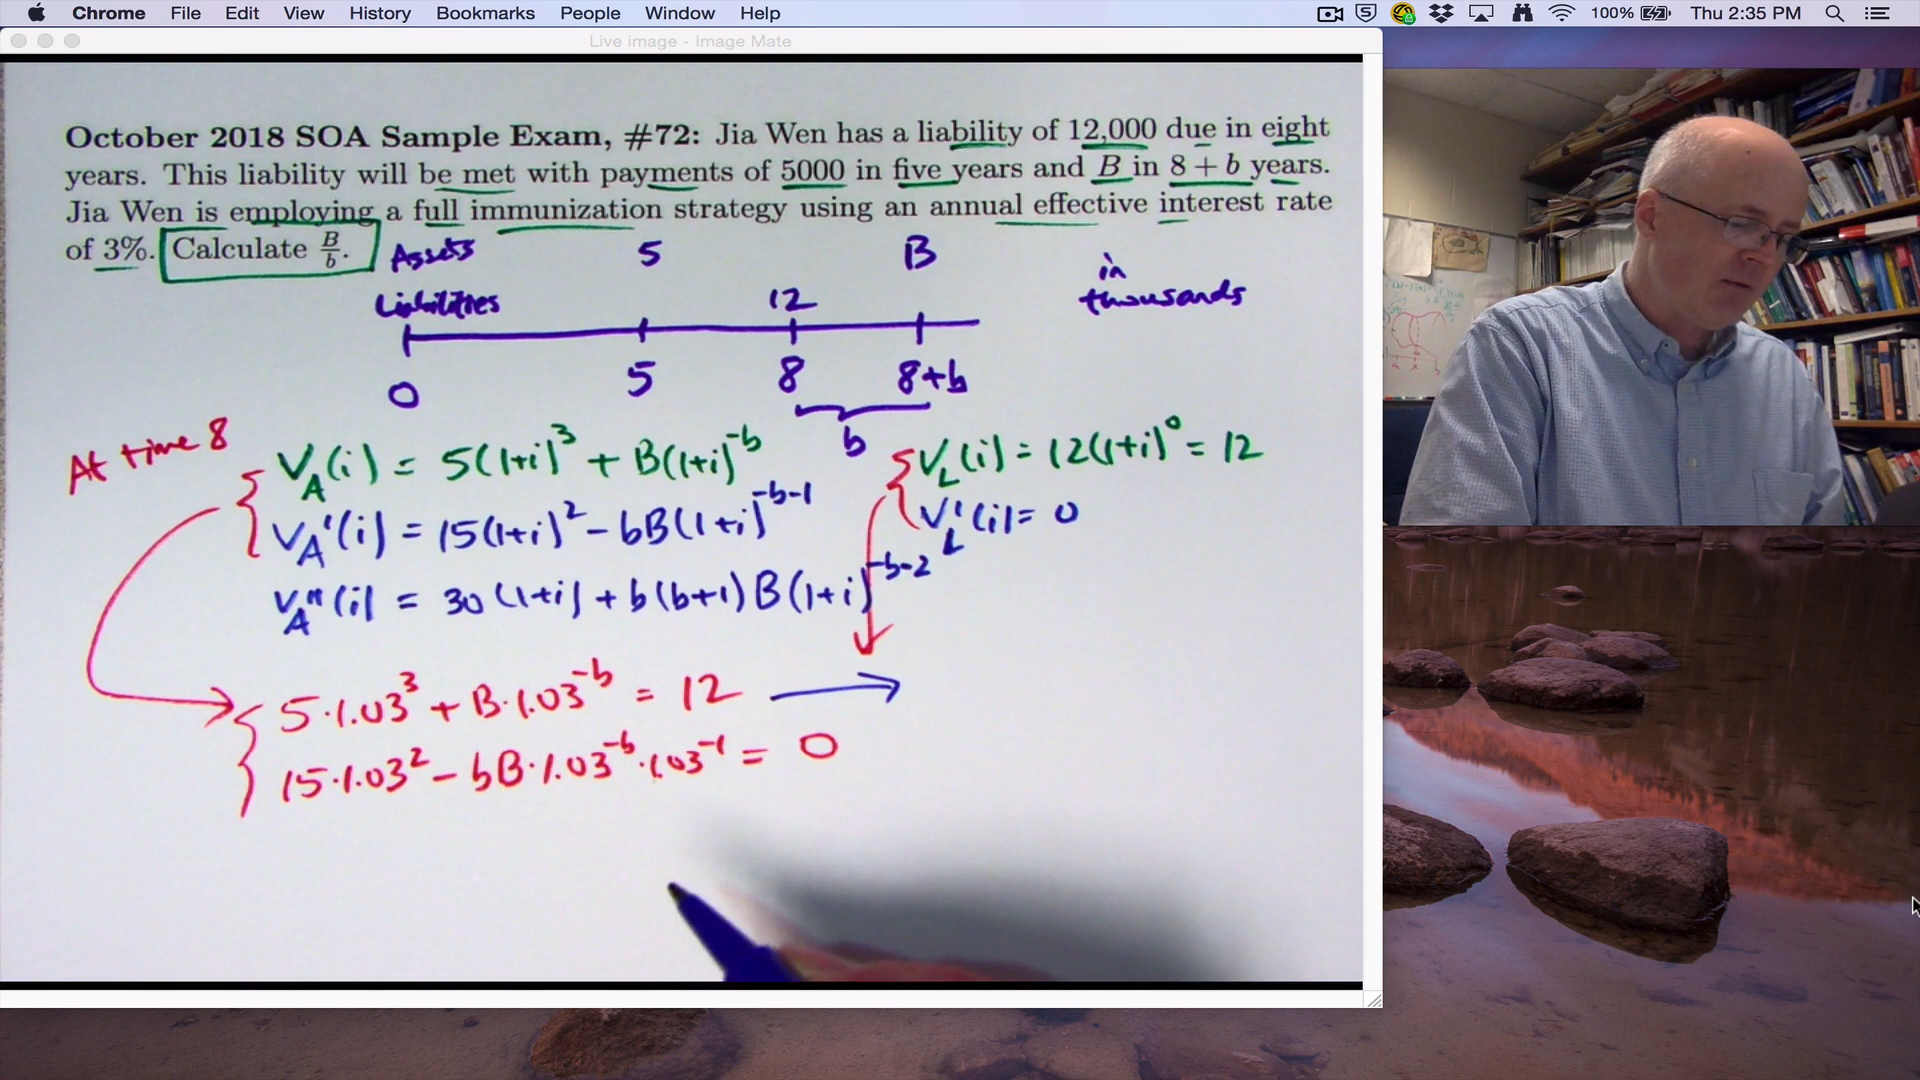 Chrome File Edit View History Bookmarks People Window Help 100% Thu 2:35 PM
Live image - Image Mate
October 2018 SOA Sample Exam, #72: Jia Wen has a liability of 12,000 due in eight
years. This liability will be met with payments of 5000 in five years and B in 8 + b years.
Jia Wen is employing a full immunization strategy using an annual effective interest rate
of 3%. Calculate B/b.
Assets 5 B
in
thousands
Liabilities 12
0 5 8 8+b
b
At time 8
V_A(i) = 5(1+i)^3 + B(1+i)^-b
V_L(i) = 12(1+i)^0 = 12
V_A'(i) = 15(1+i)^2 - bB(1+i)^-b-1
V_L'(i) = 0
V_A"(i) = 30(1+i) + b(b+1)B(1+i)^-b-2
5·1.03^3 + B·1.03^-b = 12
15·1.03^2 - bB·1.03^-b·1.03^-1 = 0